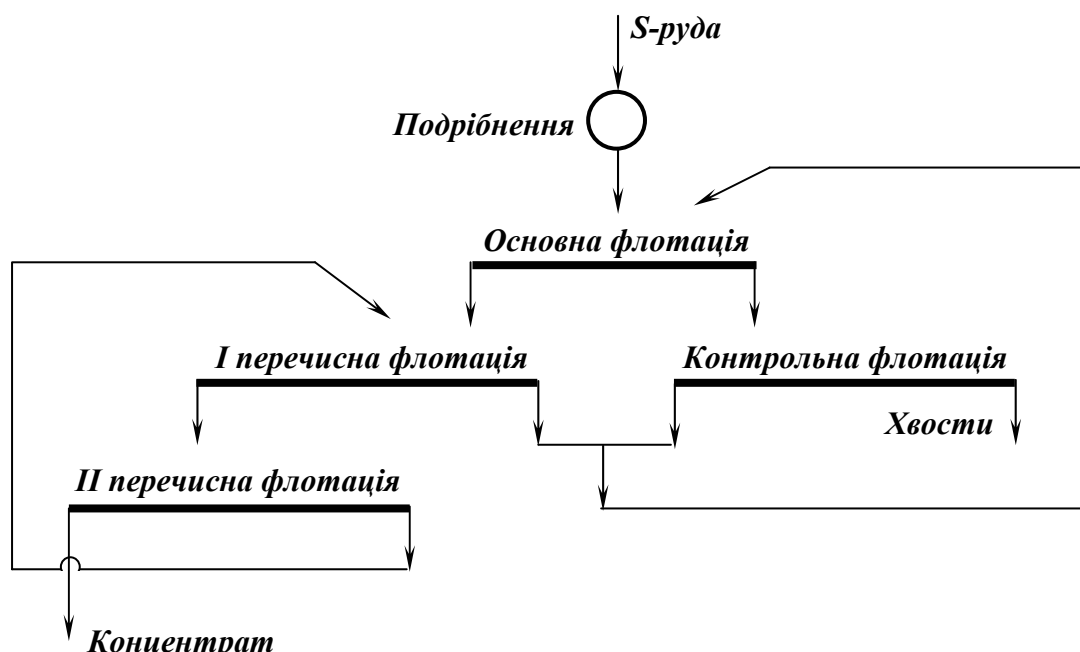 S-руда
Подрібнення
Основна флотація
I перечисна флотація
Контрольна флотація
Хвости
II перечисна флотація
Концентрат